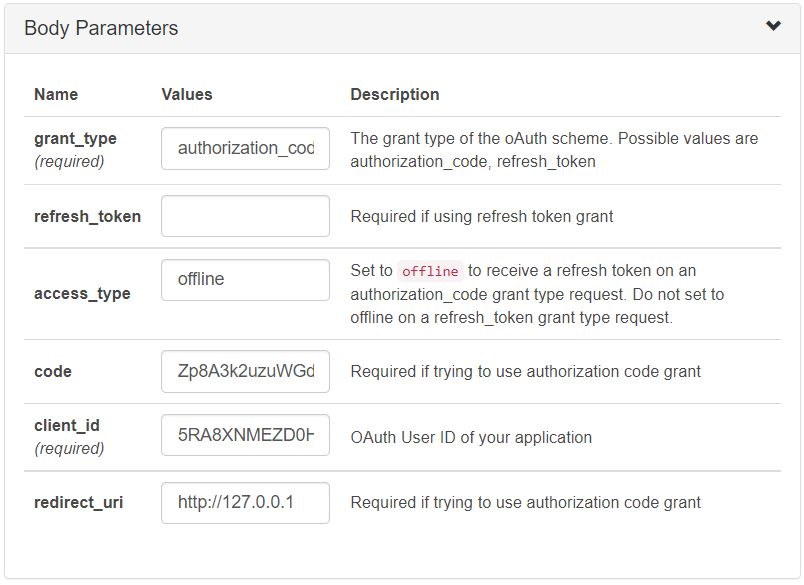 Body Parameters
Name Values Description
grant_type
(required)
authorization_cod
The grant type of the oAuth scheme. Possible values are
authorization_code, refresh_token
refresh_token Required if using refresh token grant
access_type
offline
Set to offline to receive a refresh token on an
authorization_code grant type request. Do not set to
offline on a refresh_token grant type request.
code Zp8A3k2uzuWGd Required if trying to use authorization code grant
client_id
(required)
5RA8XNMEZD0H OAuth User ID of your application
redirect_uri http://127.0.0.1 Required if trying to use authorization code grant